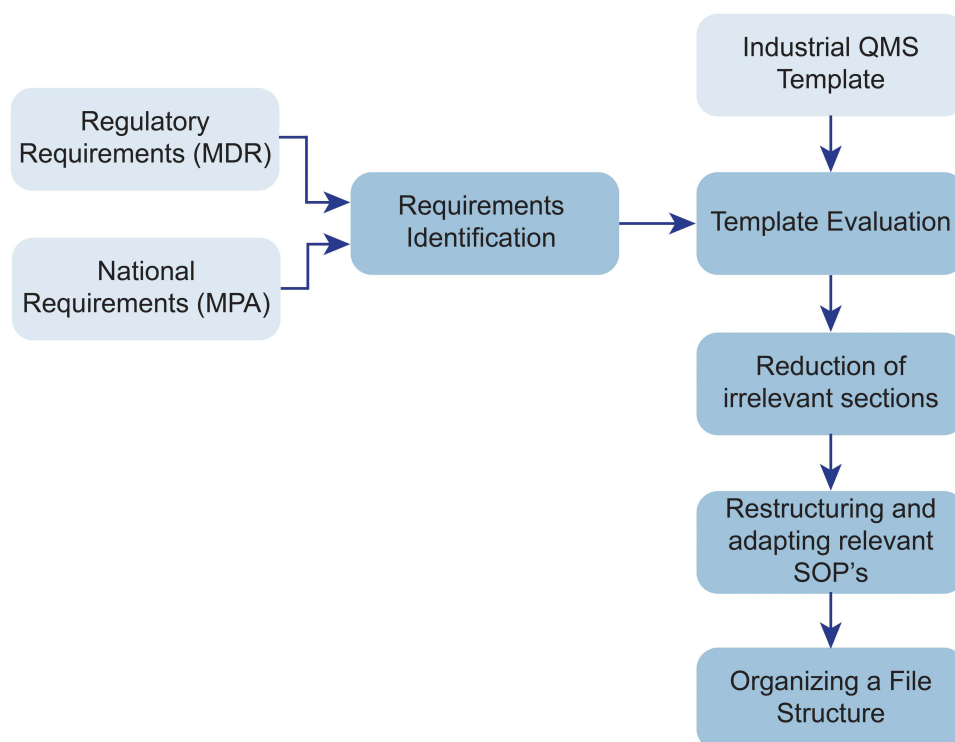 Industrial QMS
Template
Regulatory
Requirements (MDR)
National
Requirements (MPA)
Requirements
Identification
Template Evaluation
Reduction of
irrelevant sections
Restructuring and
adapting relevant
SOP's
Organizing a File
Structure